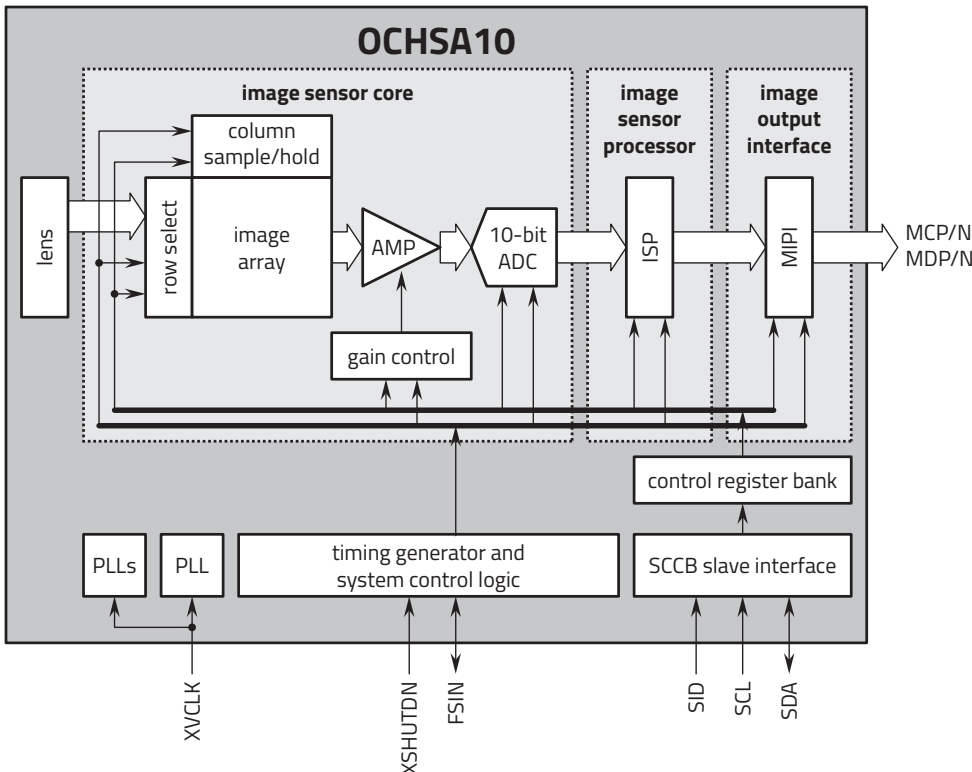 OCHSA10
image sensor core
image
sensor
processor
image
output
interface
column
sample/hold
lens
row select
image
array
AMP
10-bit
ADC
ISP
MIPI
MCP/N
MDP/N
gain control
control register bank
PLLs
PLL
timing generator and
system control logic
SCCB slave interface
XVCLK
XSHUTDN
FSIN
SID
SCL
SDA